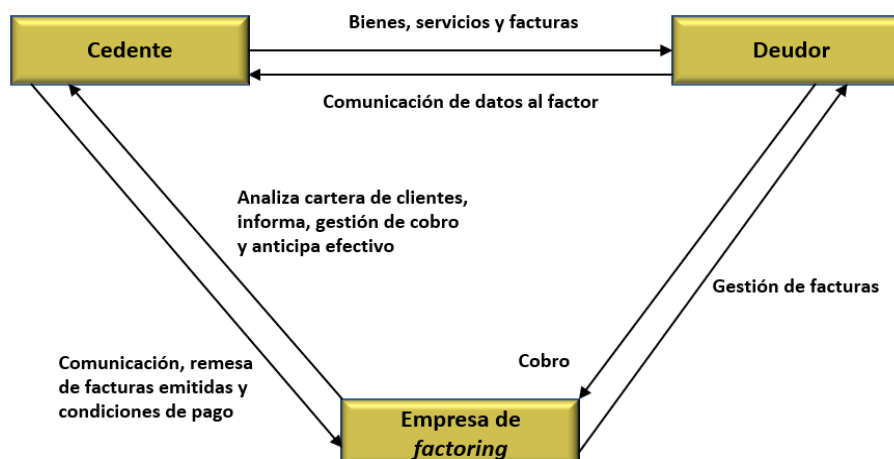 Bienes, servicios y facturas
Cedente
Deudor
Comunicación de datos al factor
Analiza cartera de clientes,
informa, gestión de cobro
y anticipa efectivo
Gestión de facturas
Comunicación, remesa
de facturas emitidas y
condiciones de pago
Cobro
Empresa de
factoring